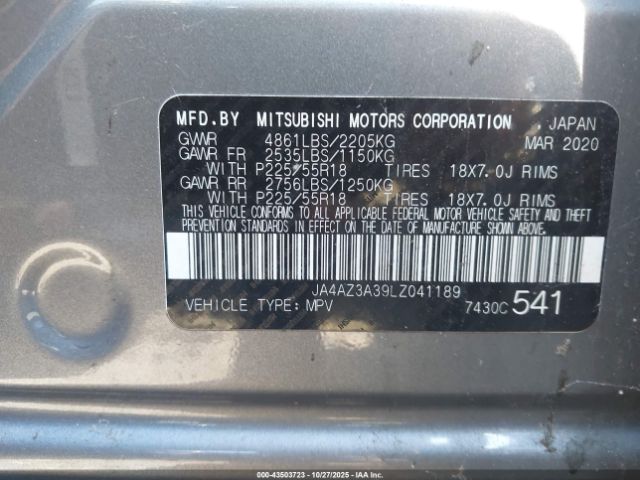 MFD.BY MITSUBISHI MOTORS CORPORATION JAPAN
GVWR 4861LBS/2205KG MAR 2020
GAWR FR 2535LBS/1150KG
WITH P225/55R18 TIRES 18X7.0J RIMS
GAWR RR 2756LBS/1250KG
WITH P225/55R18 TIRES 18X7.0J RIMS
THIS VEHICLE CONFORMS TO ALL APPLICABLE FEDERAL MOTOR VEHICLE SAFETY AND THEFT
PREVENTION STANDARDS IN EFFECT ON THE DATE OF MANUFACTURE SHOWN ABOVE.
JA4AZ3A39LZ041189
VEHICLE TYPE: MPV 7430C 541
000-43503723 | 10/27/2025 - IAAI.com